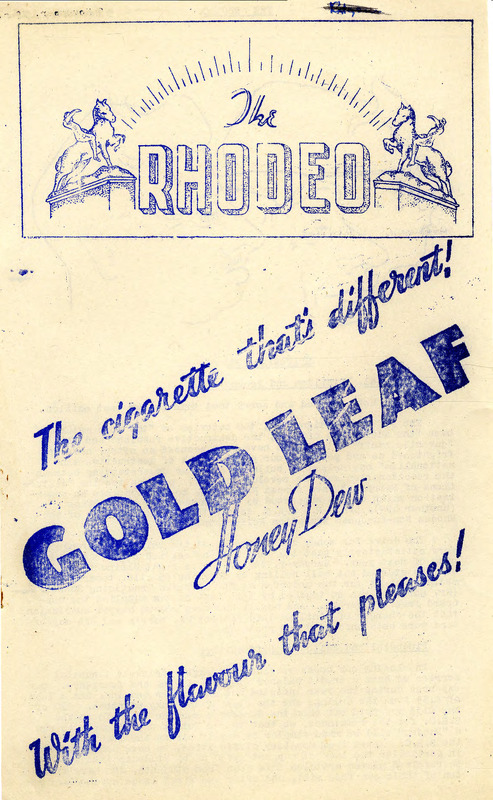 The
RHODEO
The cigarette that's different!
GOLD LEAF
Honey Dew
With the flavour that pleases!